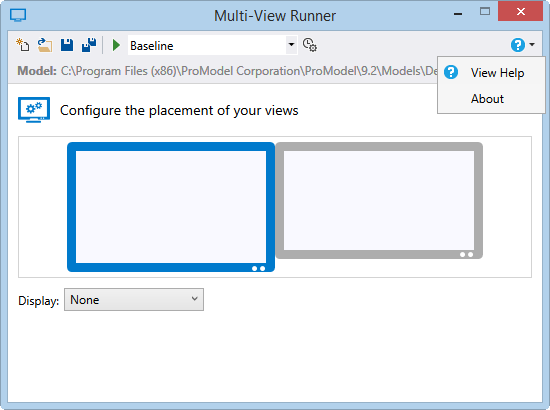 Multi-View Runner
Baseline
Model: C:\Program Files (x86)\ProModel Corporation\ProModel\9.2\Models\De
View Help
About
Configure the placement of your views
Display: None